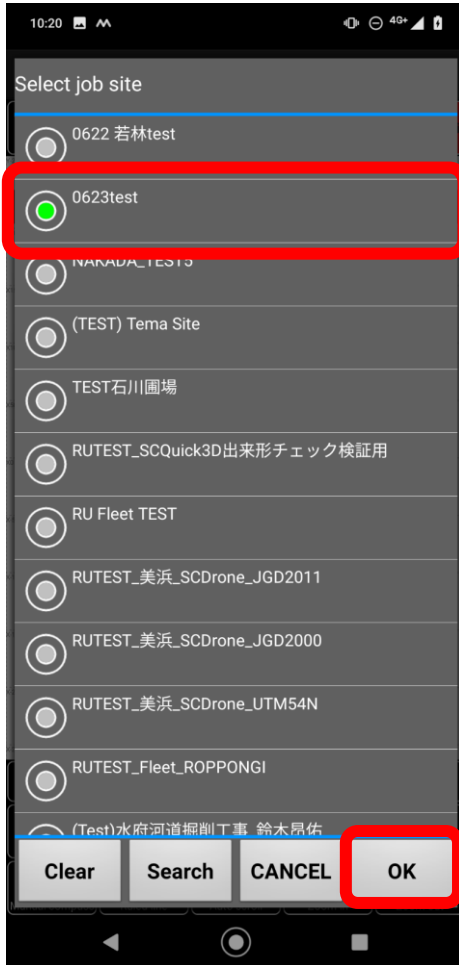 10:20
4G+
Select job site
0622 若林test
0623test
NAKADA_TEST5
(TEST) Tema Site
TEST石川圃場
RUTEST_SCQuick3D出来形チェック検証用
RU Fleet TEST
RUTEST_美浜_SCDrone_JGD2011
RUTEST_美浜_SCDrone_JGD2000
RUTEST_美浜_SCDrone_UTM54N
RUTEST_Fleet_ROPPONGI
(Test)水府河道掘削工事_鈴木昂佑
Clear Search CANCEL OK